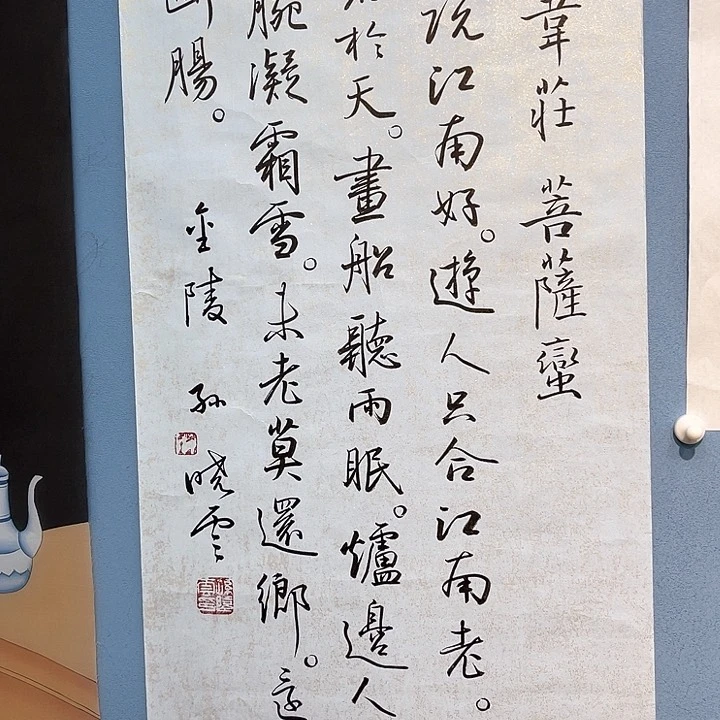 韋莊 菩薩蠻
說江南好。遊人只合江南老。
於天。畫船聽雨眠。爐邊人
腕凝霜雪。未老莫還鄉。還
斷腸。 金陵 孫晓雲